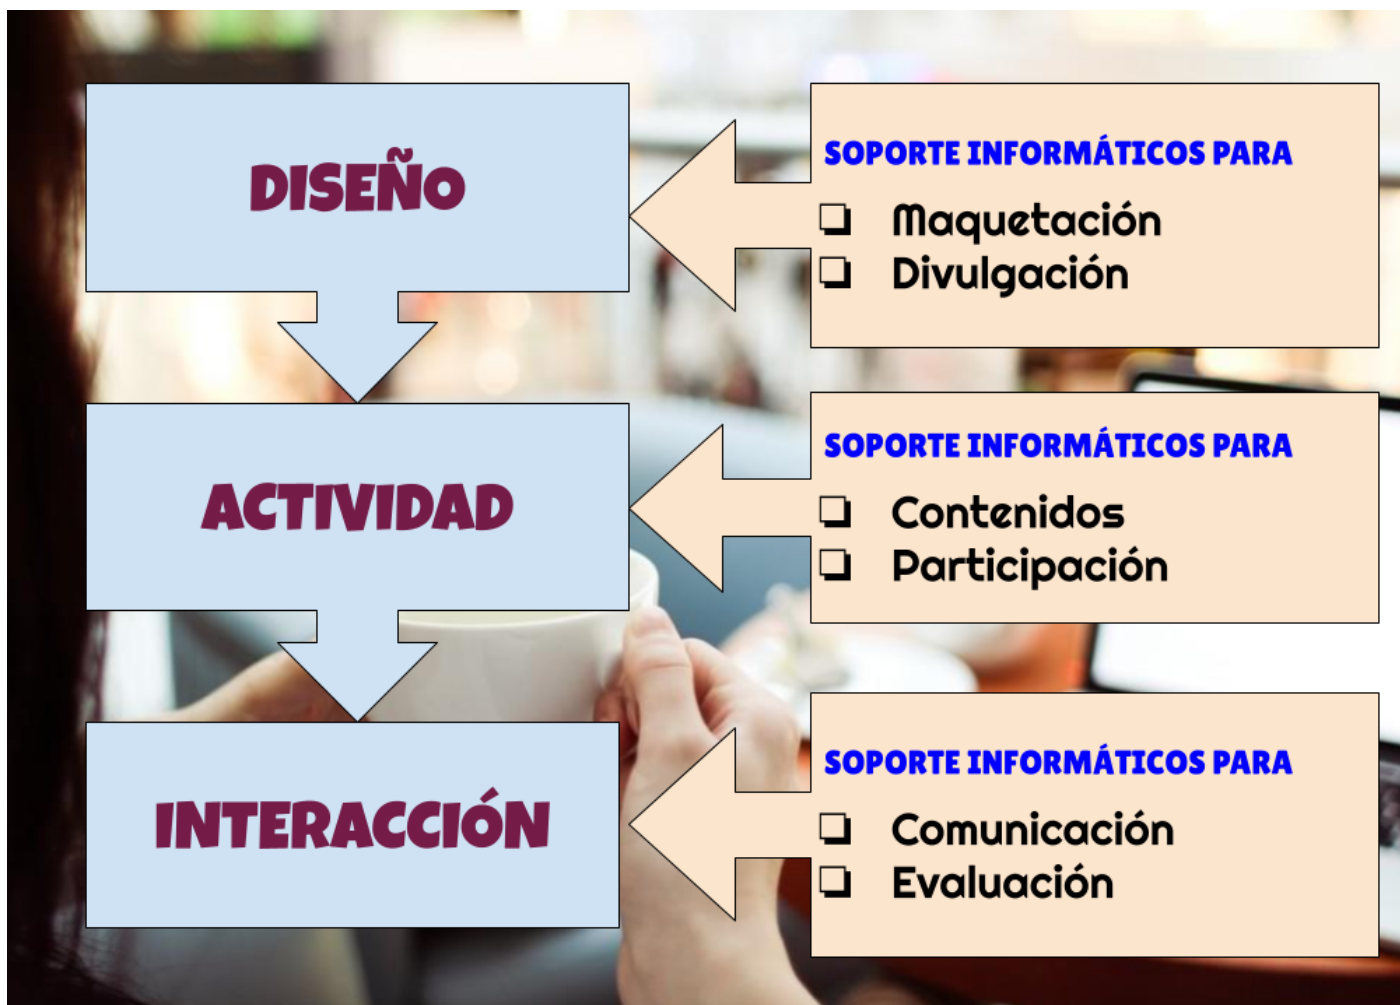 DISEÑO
SOPORTE INFORMÁTICOS PARA
❏ Maquetación
❏ Divulgación
ACTIVIDAD
SOPORTE INFORMÁTICOS PARA
❏ Contenidos
❏ Participación
INTERACCIÓN
SOPORTE INFORMÁTICOS PARA
❏ Comunicación
❏ Evaluación